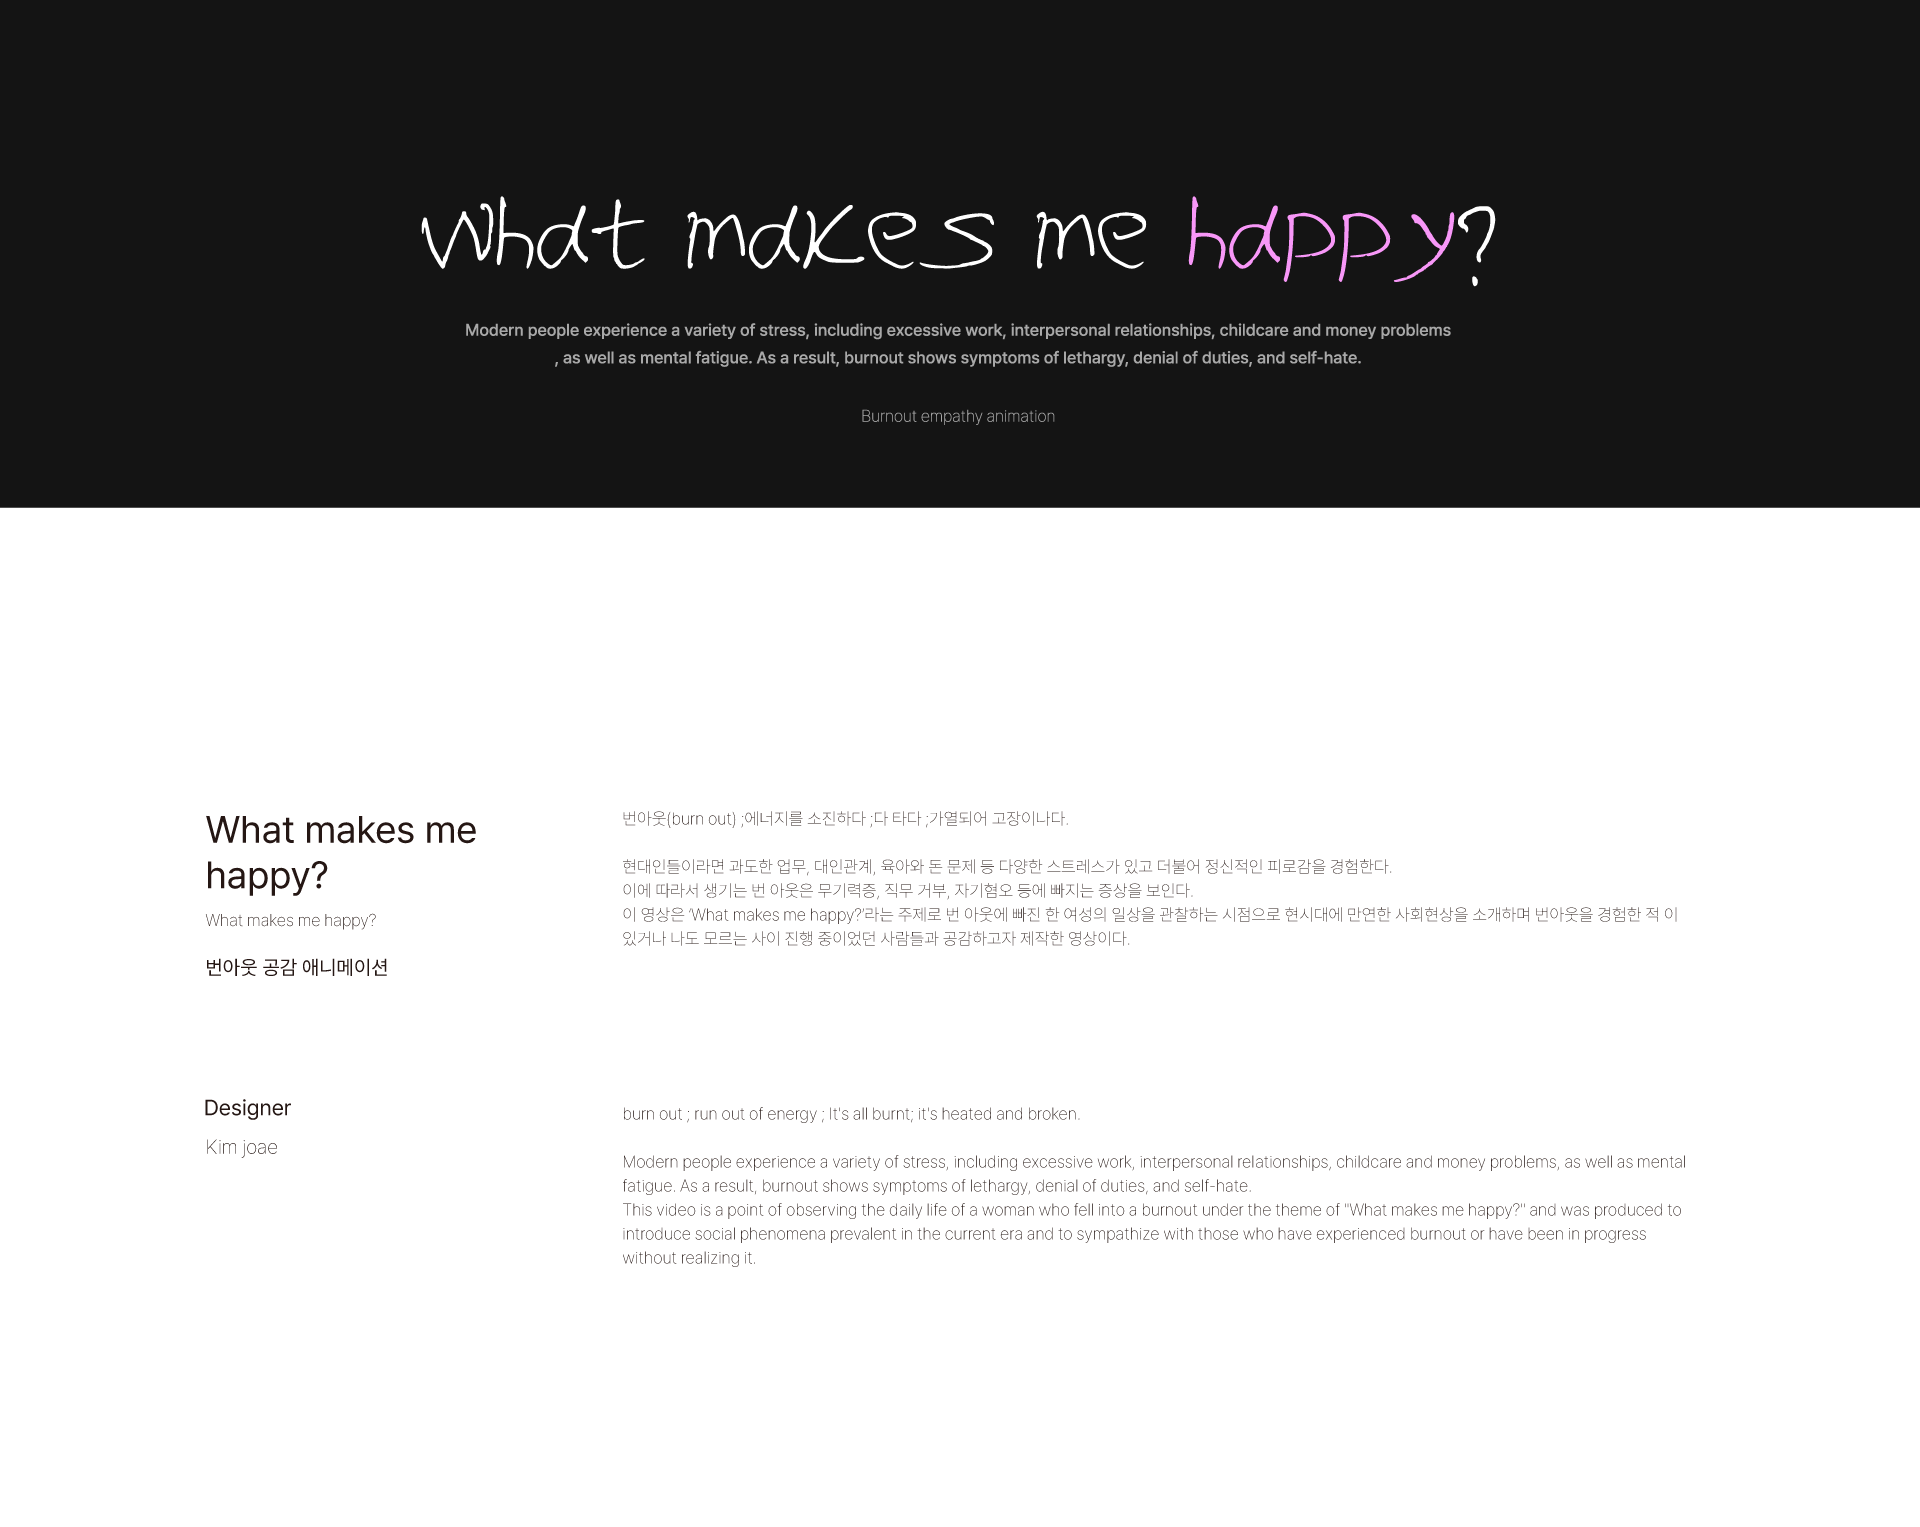 What makes me happy?
Modern people experience a variety of stress, including excessive work, interpersonal relationships, childcare and money problems
, as well as mental fatigue. As a result, burnout shows symptoms of lethargy, denial of duties, and self-hate.
Burnout empathy animation
What makes me
happy?
What makes me happy?
번아웃 공감 애니메이션
번아웃(burn out) ;에너지를 소진하다 ;다 타다 ;가열되어 고장이나다.
현대인들이라면 과도한 업무, 대인관계, 육아와 돈 문제 등 다양한 스트레스가 있고 더불어 정신적인 피로감을 경험한다.
이에 따라서 생기는 번 아웃은 무기력증, 직무 거부, 자기혐오 등에 빠지는 증상을 보인다.
이 영상은 ‘What makes me happy?’라는 주제로 번 아웃에 빠진 한 여성의 일상을 관찰하는 시점으로 현시대에 만연한 사회현상을 소개하며 번아웃을 경험한 적 이
있거나 나도 모르는 사이 진행 중이었던 사람들과 공감하고자 제작한 영상이다.
Designer
Kim joae
burn out ; run out of energy ; It's all burnt; it's heated and broken.
Modern people experience a variety of stress, including excessive work, interpersonal relationships, childcare and money problems, as well as mental
fatigue. As a result, burnout shows symptoms of lethargy, denial of duties, and self-hate.
This video is a point of observing the daily life of a woman who fell into a burnout under the theme of "What makes me happy?" and was produced to
introduce social phenomena prevalent in the current era and to sympathize with those who have experienced burnout or have been in progress
without realizing it.